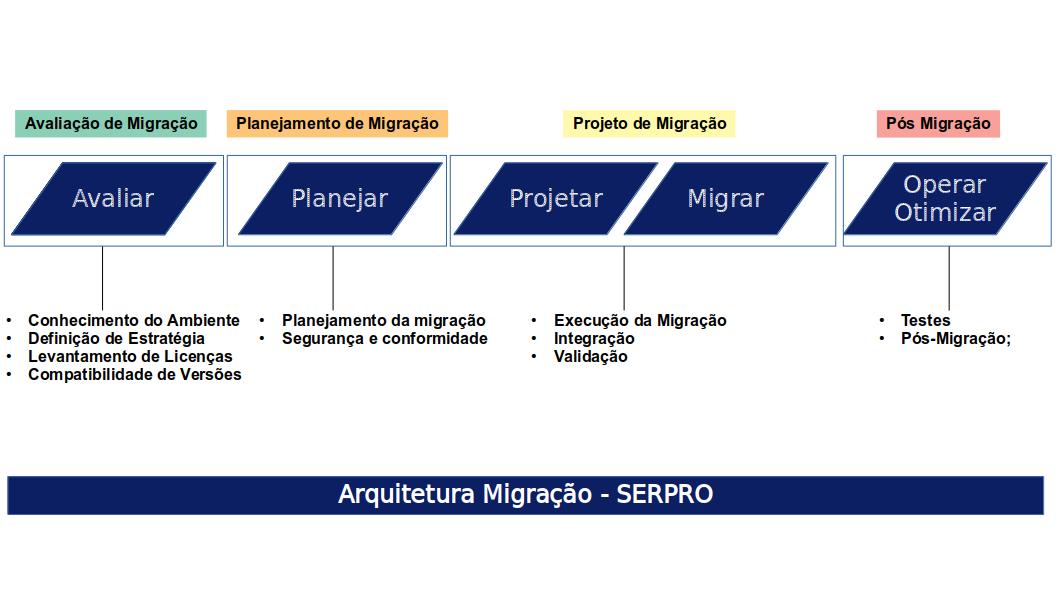 Avaliação de Migração
Planejamento de Migração
Projeto de Migração
Pós Migração
Avaliar
Planejar
Projetar
Migrar
Operar
Otimizar
• Conhecimento do Ambiente
• Definição de Estratégia
• Levantamento de Licenças
• Compatibilidade de Versões
• Planejamento da migração
• Segurança e conformidade
• Execução da Migração
• Integração
• Validação
• Testes
• Pós-Migração;
Arquitetura Migração - SERPRO